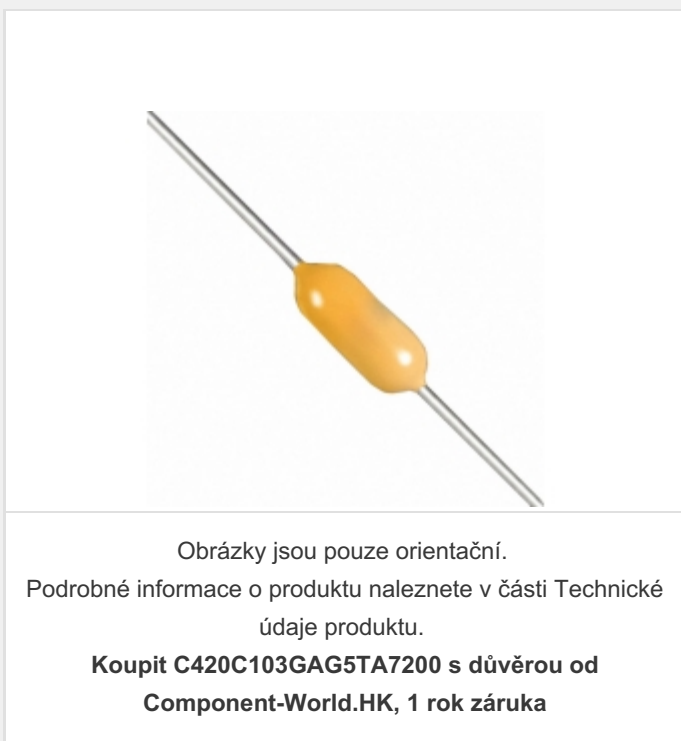 Obrázky jsou pouze orientační.
Podrobné informace o produktu naleznete v části Technické
údaje produktu.
Koupit C420C103GAG5TA7200 s důvěrou od
Component-World.HK, 1 rok záruka